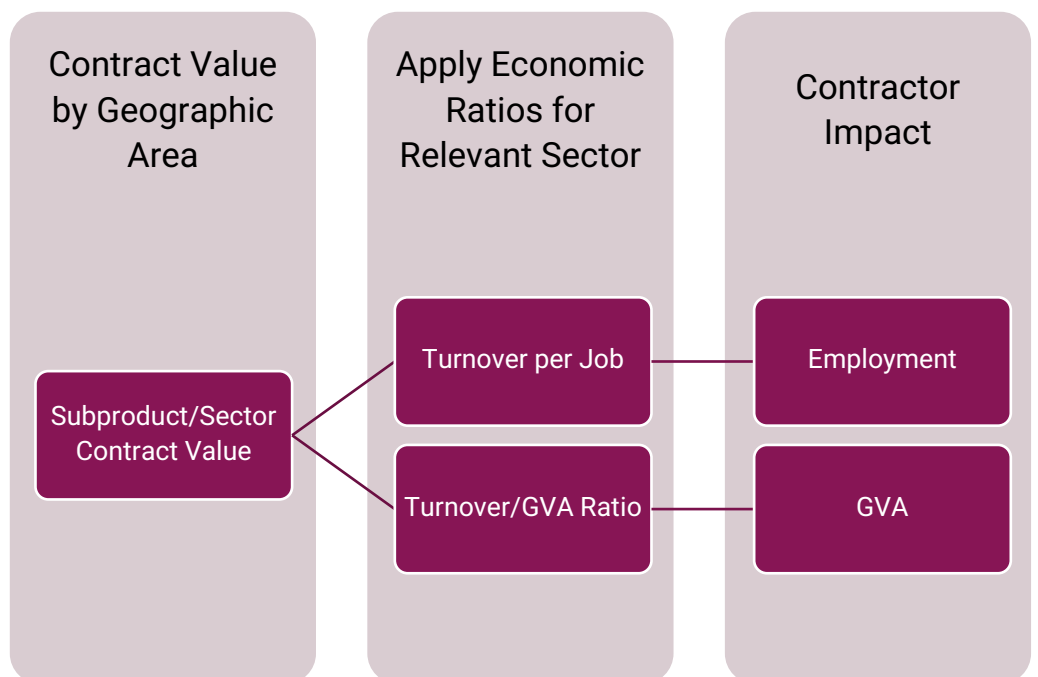 Contract Value
by Geographic
Area
Apply Economic
Ratios for
Relevant Sector
Contractor
Impact
Subproduct/Sector
Contract Value
Turnover per Job
Turnover/GVA Ratio
Employment
GVA